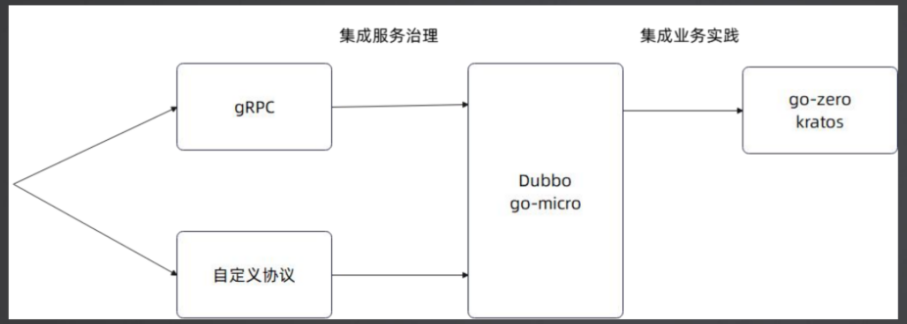 集成服务治理
集成业务实践
gRPC
go-zero
kratos
Dubbo
go-micro
自定义协议